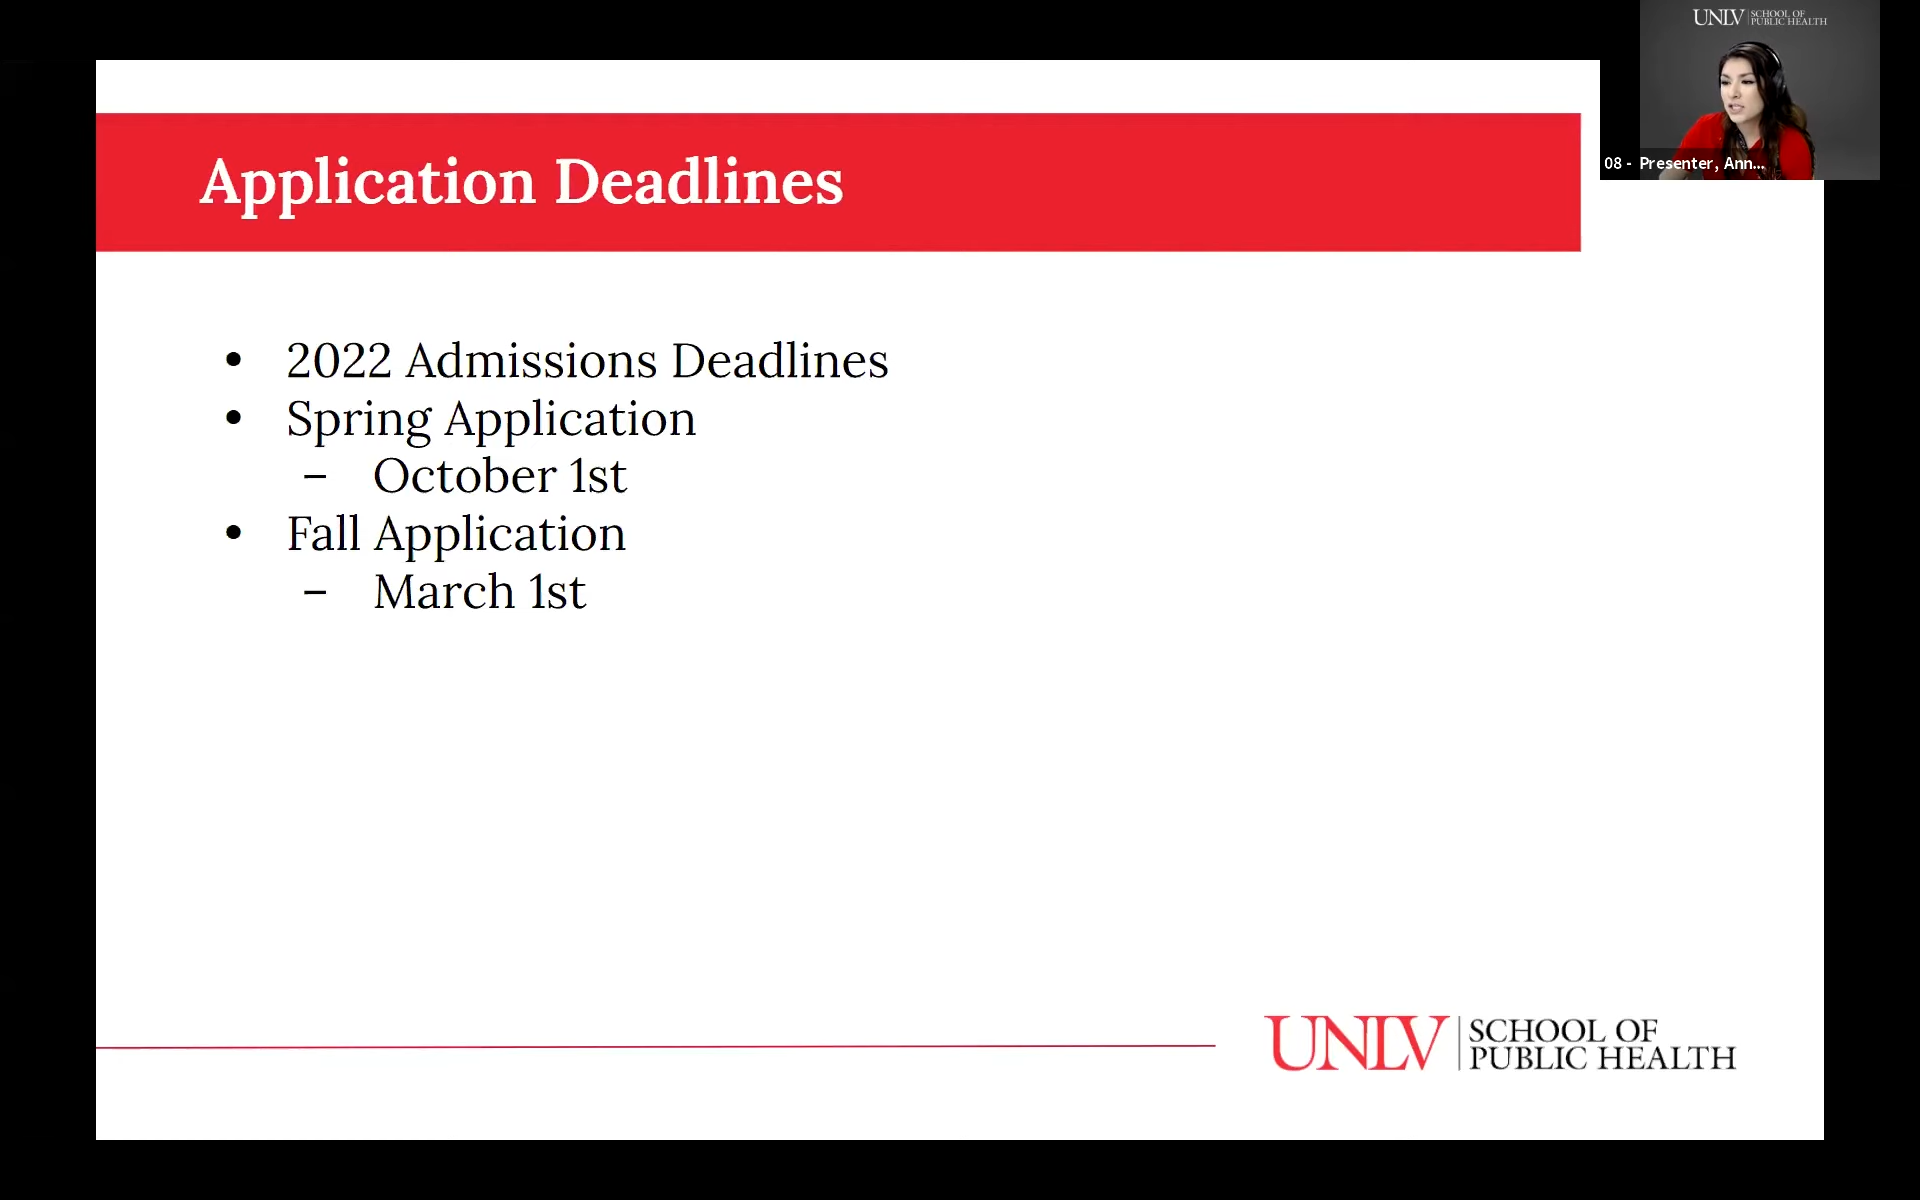 UNLV SCHOOL OF
PUBLIC HEALTH
08 - Presenter, Ann...
Application Deadlines
• 2022 Admissions Deadlines
• Spring Application
– October 1st
• Fall Application
– March 1st
UNLV SCHOOL OF
PUBLIC HEALTH